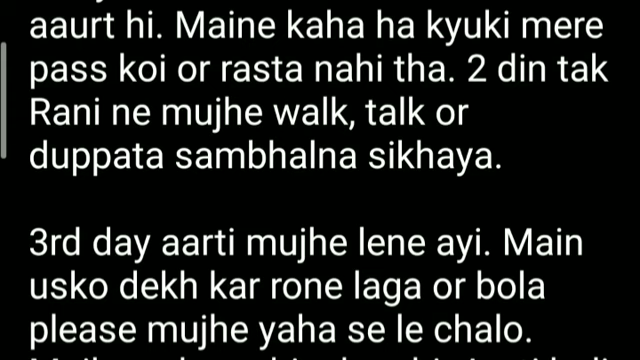 aaurt hi. Maine kaha ha kyuki mere
pass koi or rasta nahi tha. 2 din tak
Rani ne mujhe walk, talk or
duppata sambhalna sikhaya.
3rd day aarti mujhe lene ayi. Main
usko dekh kar rone laga or bola
please mujhe yaha se le chalo.